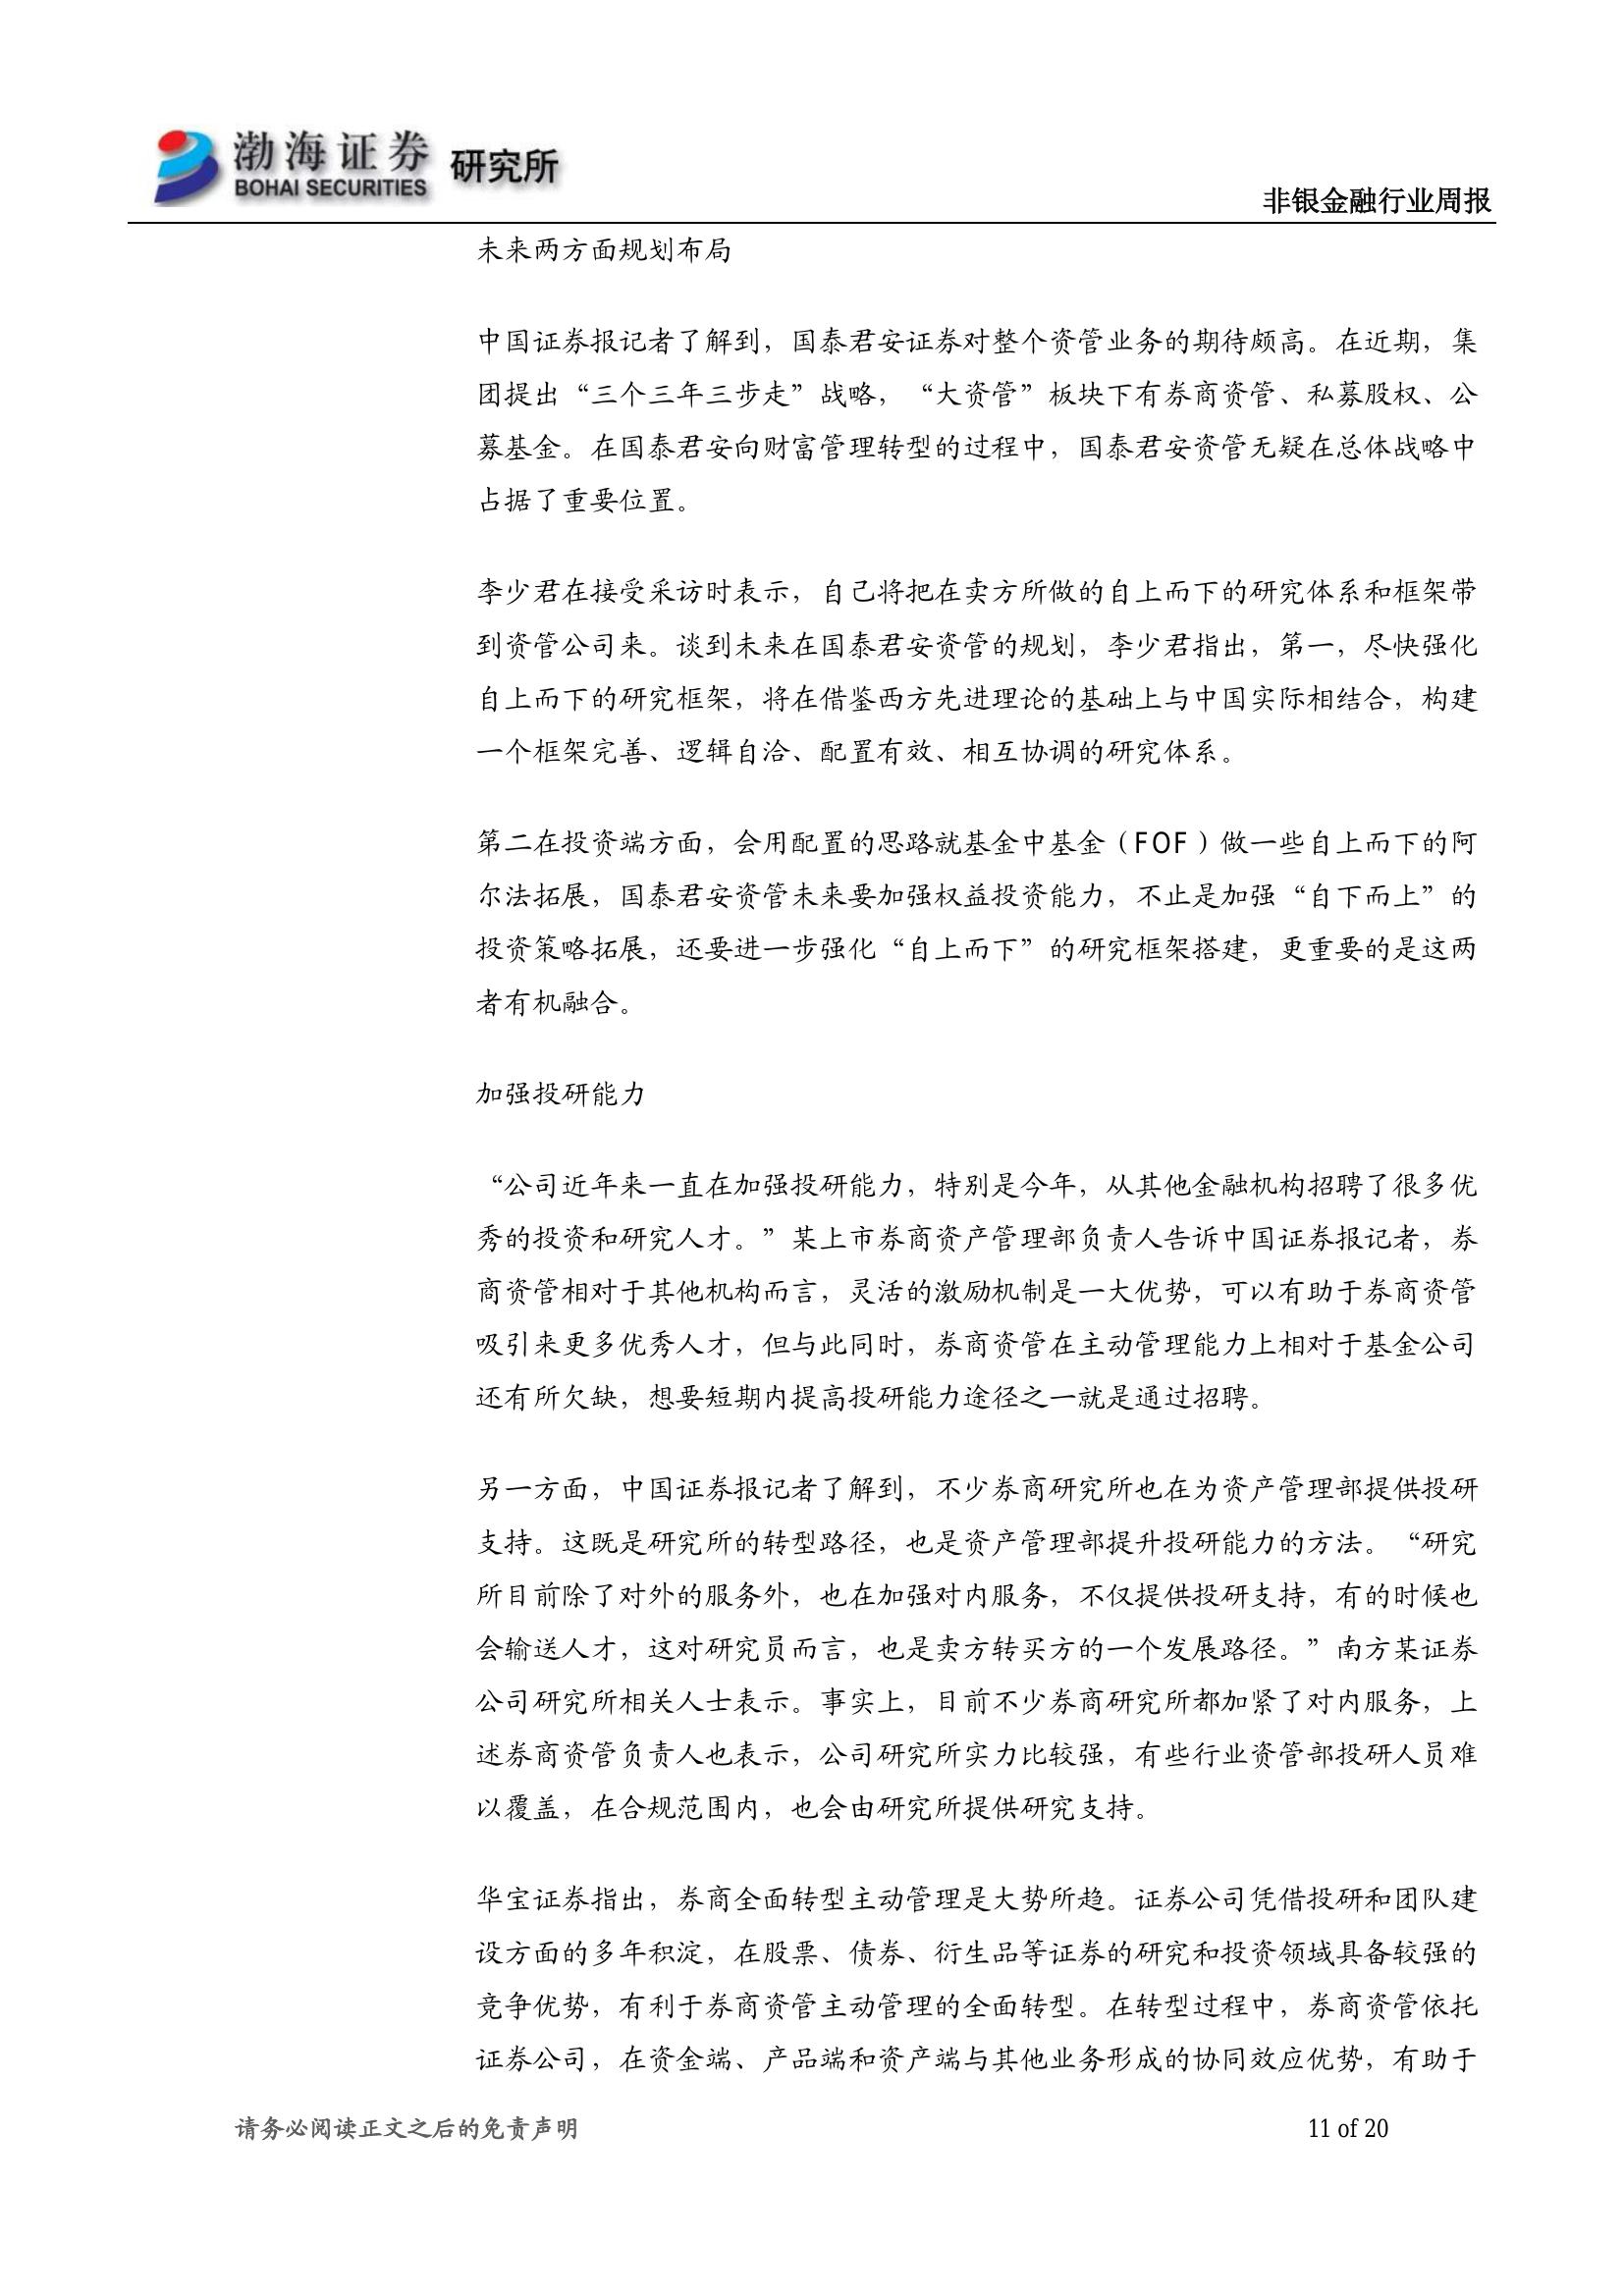 渤海证券 研究所
BOHAI SECURITIES
非银金融行业周报
未来两方面规划布局
中国证券报记者了解到，国泰君安证券对整个资管业务的期待颇高。在近期，集
团提出“三个三年三步走”战略，“大资管”板块下有券商资管、私募股权、公
募基金。在国泰君安向财富管理转型的过程中，国泰君安资管无疑在总体战略中
占据了重要位置。
李少君在接受采访时表示，自己将把在卖方所做的自上而下的研究体系和框架带
到资管公司来。谈到未来在国泰君安资管的规划，李少君指出，第一，尽快强化
自上而下的研究框架，将在借鉴西方先进理论的基础上与中国实际相结合，构建
一个框架完善、逻辑自洽、配置有效、相互协调的研究体系。
第二在投资端方面，会用配置的思路就基金中基金（FOF）做一些自上而下的阿
尔法拓展，国泰君安资管未来要加强权益投资能力，不止是加强“自下而上”的
投资策略拓展，还要进一步强化“自上而下”的研究框架搭建，更重要的是这两
者有机融合。
加强投研能力
“公司近年来一直在加强投研能力，特别是今年，从其他金融机构招聘了很多优
秀的投资和研究人才。”某上市券商资产管理部负责人告诉中国证券报记者，券
商资管相对于其他机构而言，灵活的激励机制是一大优势，可以有助于券商资管
吸引来更多优秀人才，但与此同时，券商资管在主动管理能力上相对于基金公司
还有所欠缺，想要短期内提高投研能力途径之一就是通过招聘。
另一方面，中国证券报记者了解到，不少券商研究所也在为资产管理部提供投研
支持。这既是研究所的转型路径，也是资产管理部提升投研能力的方法。“研究
所目前除了对外的服务外，也在加强对内服务，不仅提供投研支持，有的时候也
会输送人才，这对研究员而言，也是卖方转买方的一个发展路径。”南方某证券
公司研究所相关人士表示。事实上，目前不少券商研究所都加紧了对内服务，上
述券商资管负责人也表示，公司研究所实力比较强，有些行业资管部投研人员难
以覆盖，在合规范围内，也会由研究所提供研究支持。
华宝证券指出，券商全面转型主动管理是大势所趋。证券公司凭借投研和团队建
设方面的多年积淀，在股票、债券、衍生品等证券的研究和投资领域具备较强的
竞争优势，有利于券商资管主动管理的全面转型。在转型过程中，券商资管依托
证券公司，在资金端、产品端和资产端与其他业务形成的协同效应优势，有助于
请务必阅读正文之后的免责声明
11 of 20